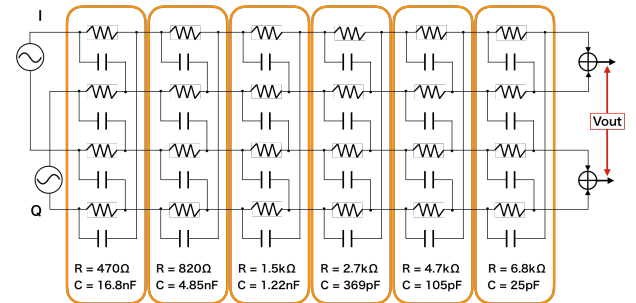 I
Vout
Q
R = 470Ω
C = 16.8nF
R = 820Ω
C = 4.85nF
R = 1.5kΩ
C = 1.22nF
R = 2.7kΩ
C = 369pF
R = 4.7kΩ
C = 105pF
R = 6.8kΩ
C = 25pF